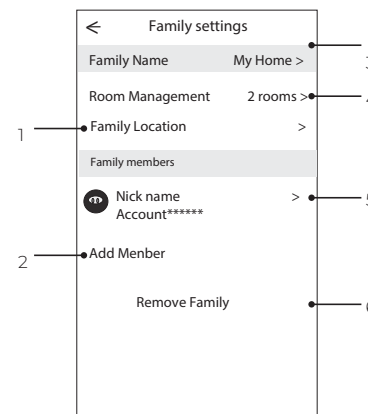 Family settings
Family Name My Home >
Room Management 2 rooms >
1 Family Location >
Family members
Nick name >
Account******
2 Add Menber
Remove Family